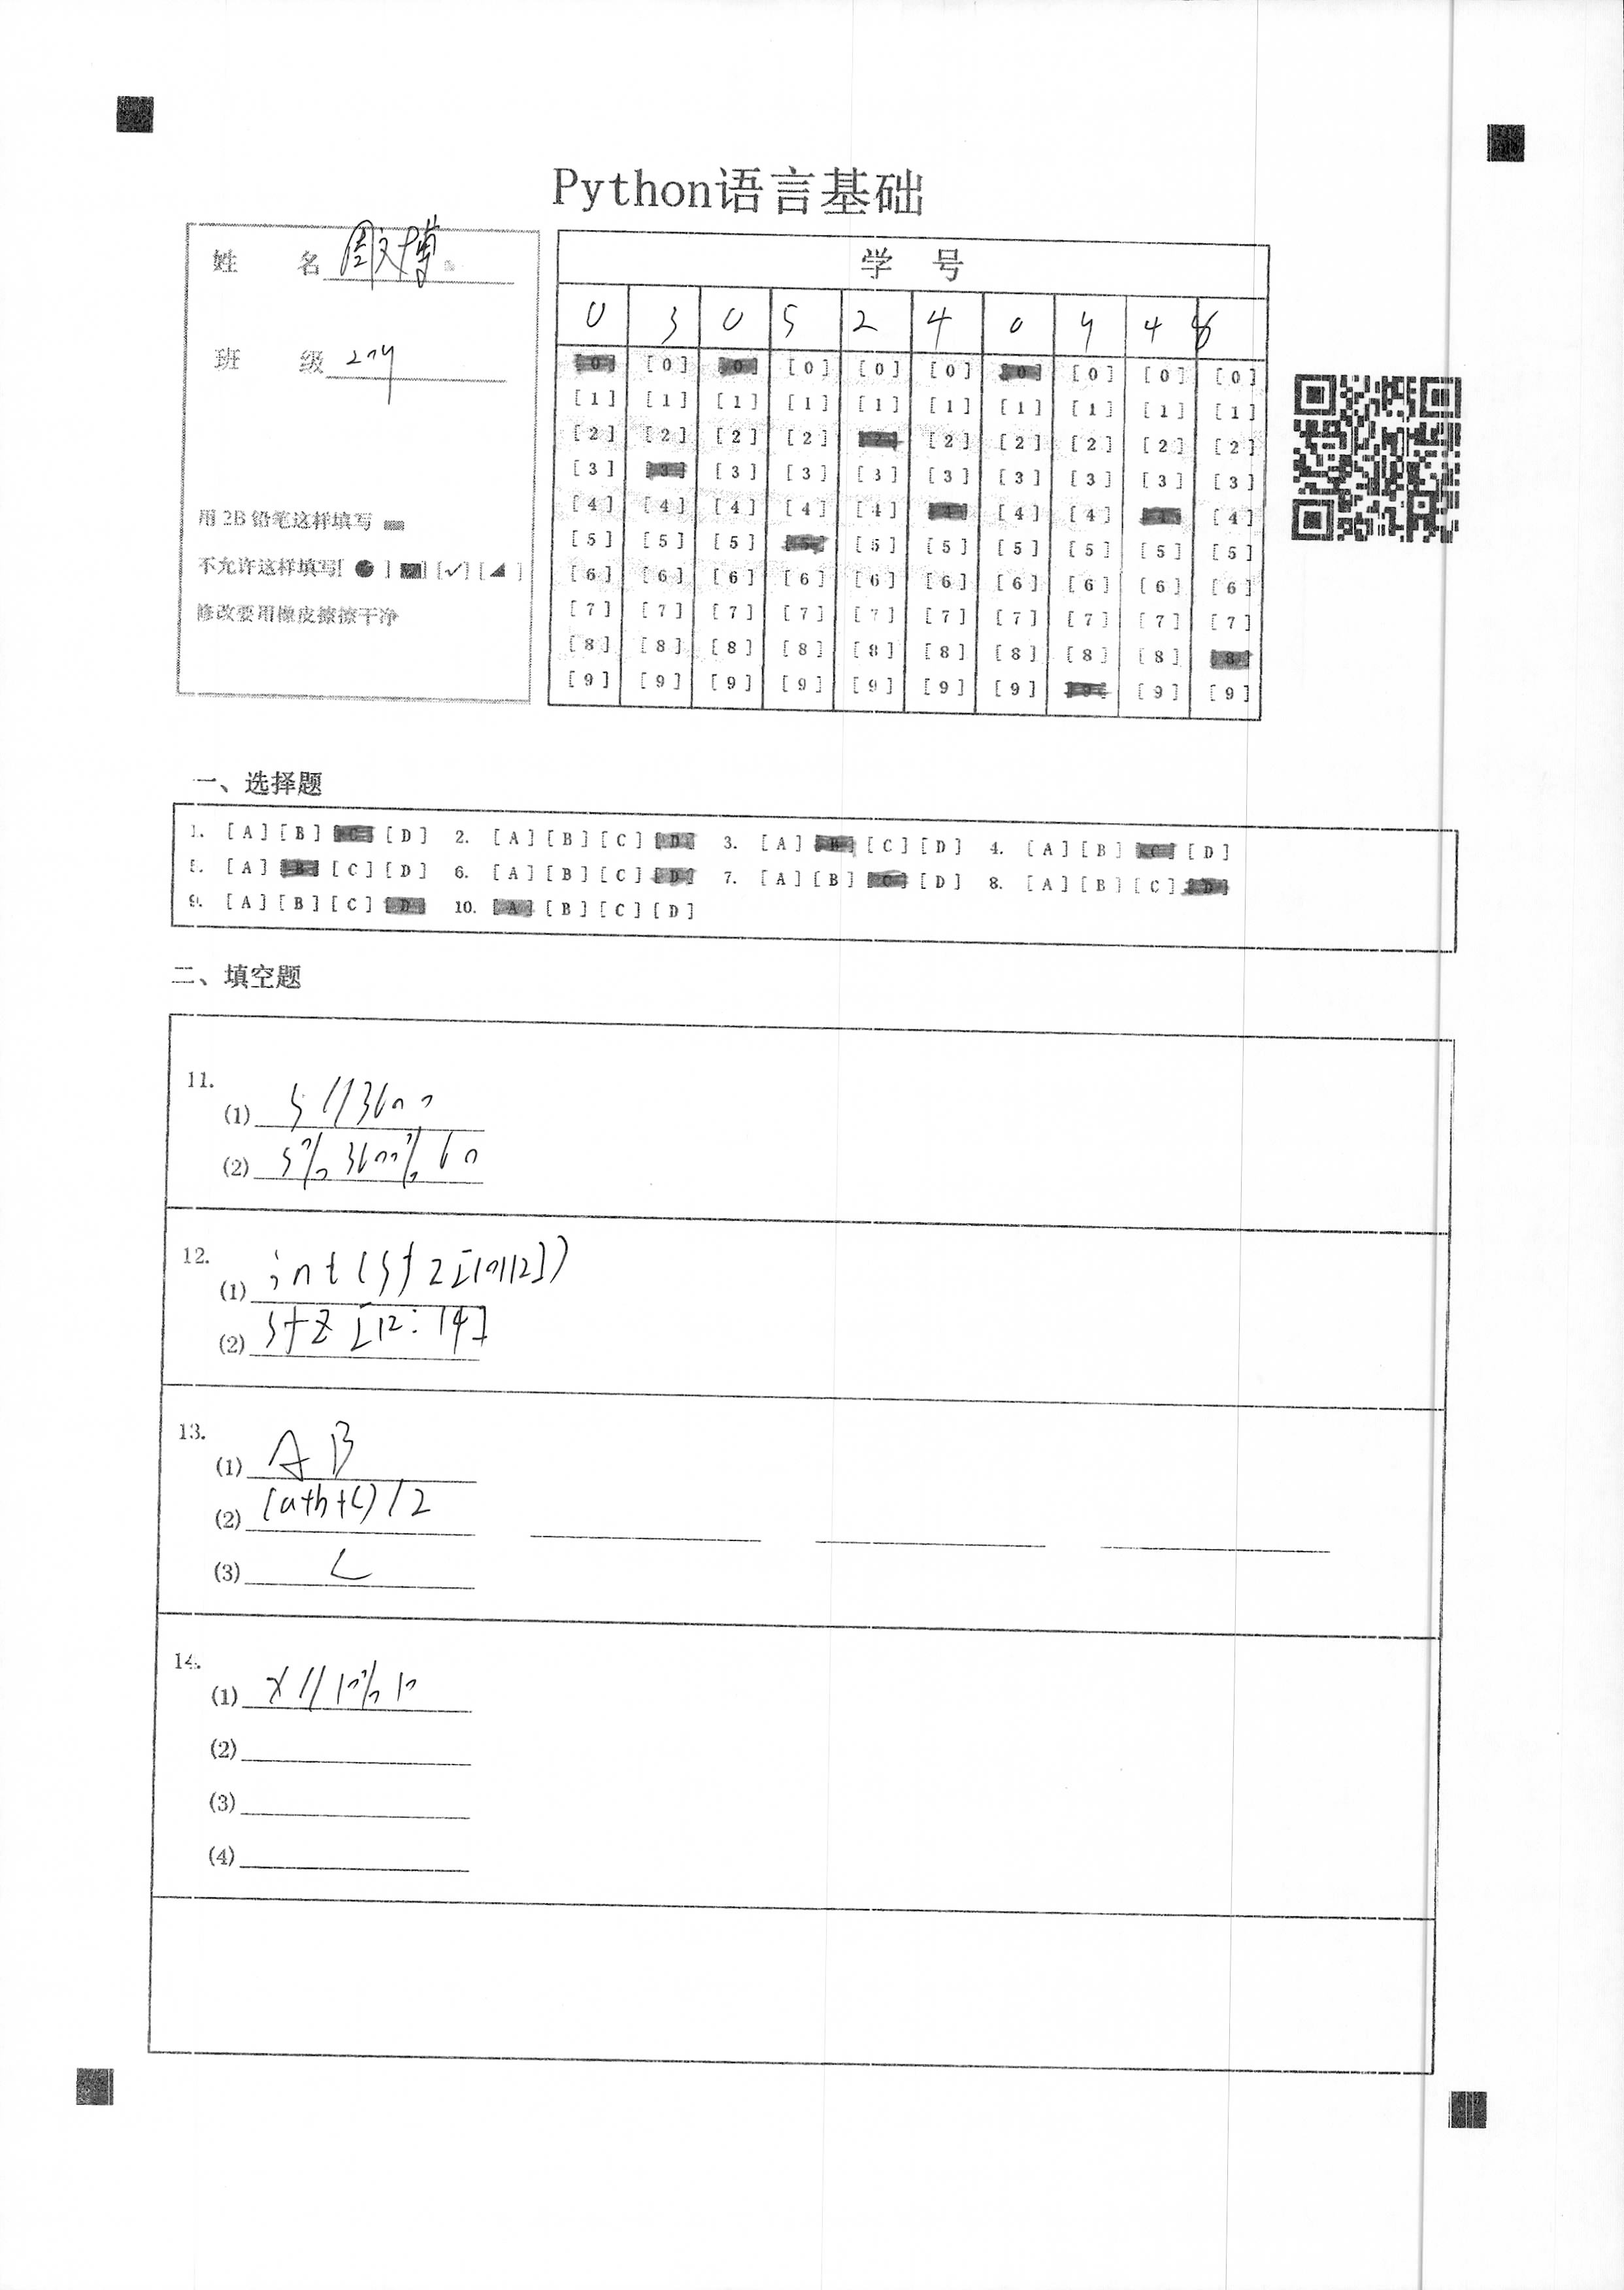 Python语言基础
姓 名 周文博
班 级 209
用 2B 铅笔这样填写
不允许这样填写[ ● ] [■] [✓] [◢ ]
修改要用橡皮擦擦干净
学 号
0 3 0 5 2 4 0 9 4 8
[0] [0] [0] [0] [0] [0] [0] [0] [0] [0]
[1] [1] [1] [1] [1] [1] [1] [1] [1] [1]
[2] [2] [2] [2] [2] [2] [2] [2] [2] [2]
[3] [3] [3] [3] [3] [3] [3] [3] [3] [3]
[4] [4] [4] [4] [4] [4] [4] [4] [4] [4]
[5] [5] [5] [5] [5] [5] [5] [5] [5] [5]
[6] [6] [6] [6] [6] [6] [6] [6] [6] [6]
[7] [7] [7] [7] [7] [7] [7] [7] [7] [7]
[8] [8] [8] [8] [8] [8] [8] [8] [8] [8]
[9] [9] [9] [9] [9] [9] [9] [9] [9] [9]
一、选择题
1. [A] [B] [C] [D] 2. [A] [B] [C] [D] 3. [A] [B] [C] [D] 4. [A] [B] [C] [D]
5. [A] [B] [C] [D] 6. [A] [B] [C] [D] 7. [A] [B] [C] [D] 8. [A] [B] [C] [D]
9. [A] [B] [C] [D] 10. [A] [B] [C] [D]
二、填空题
11.
(1) s//3600
(2) s%3600%60
12.
(1) int(sfz[10:12])
(2) sfz[12:14]
13.
(1) A B
(2) (a+b+c)/2
(3)
14.
(1) x//10%10
(2)
(3)
(4)